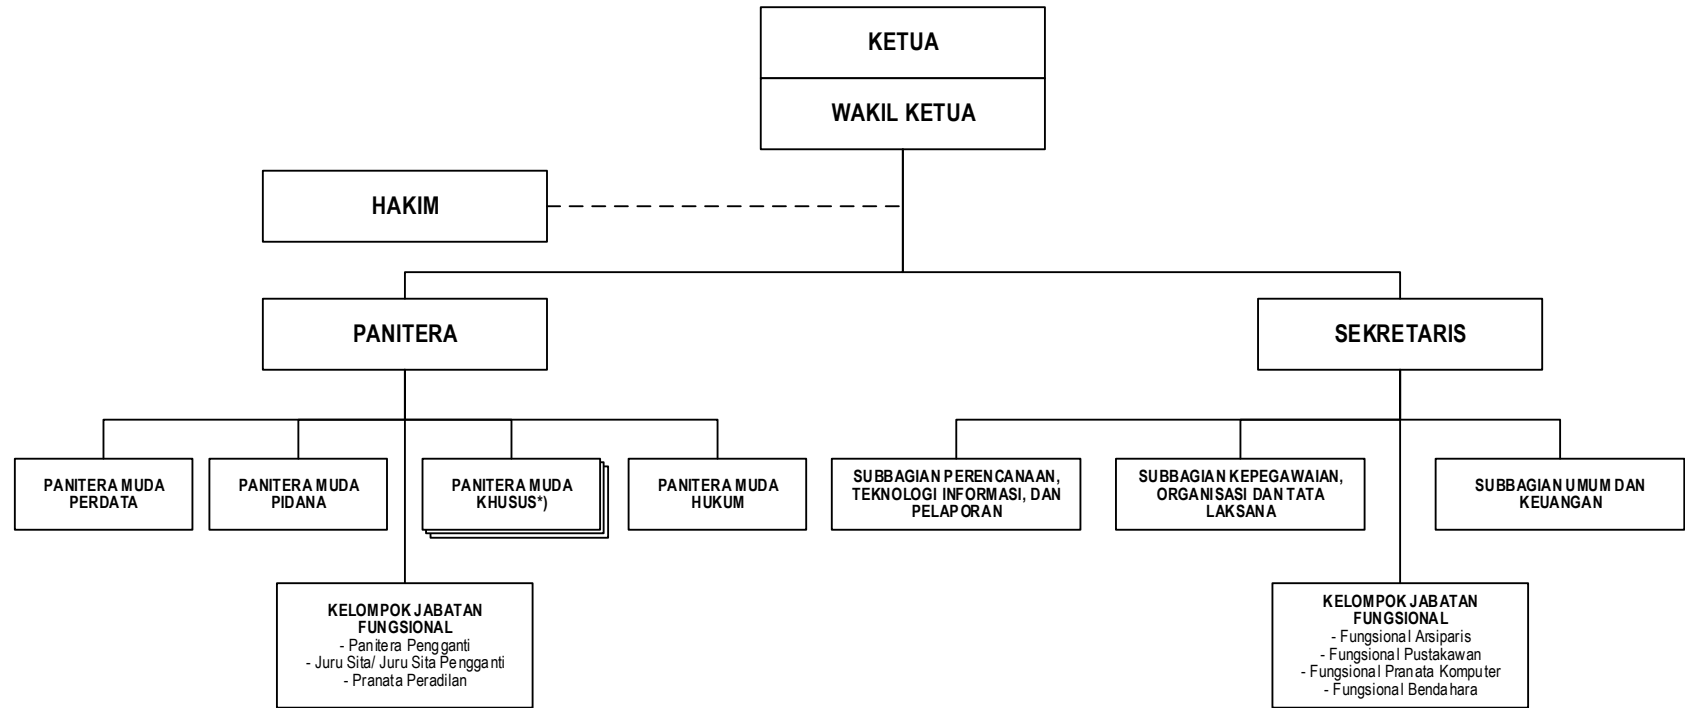 KETUA
WAKIL KETUA
HAKIM
PANITERA
SEKRETARIS
PANITERA MUDA
PERDATA
PANITERA MUDA
PIDANA
PANITERA MUDA
KHUSUS*)
PANITERA MUDA
HUKUM
SUBBAGIAN PERENCANAAN,
TEKNOLOGI INFORMASI, DAN
PELAPORAN
SUBBAGIAN KEPEGAWAIAN,
ORGANISASI DAN TATA
LAKSANA
SUBBAGIAN UMUM DAN
KEUANGAN
KELOMPOK JABATAN
FUNGSIONAL
- Panitera Pengganti
- Juru Sita/ Juru Sita Pengganti
- Pranata Peradilan
KELOMPOK JABATAN
FUNGSIONAL
- Fungsional Arsiparis
- Fungsional Pustakawan
- Fungsional Pranata Komputer
- Fungsional Bendahara